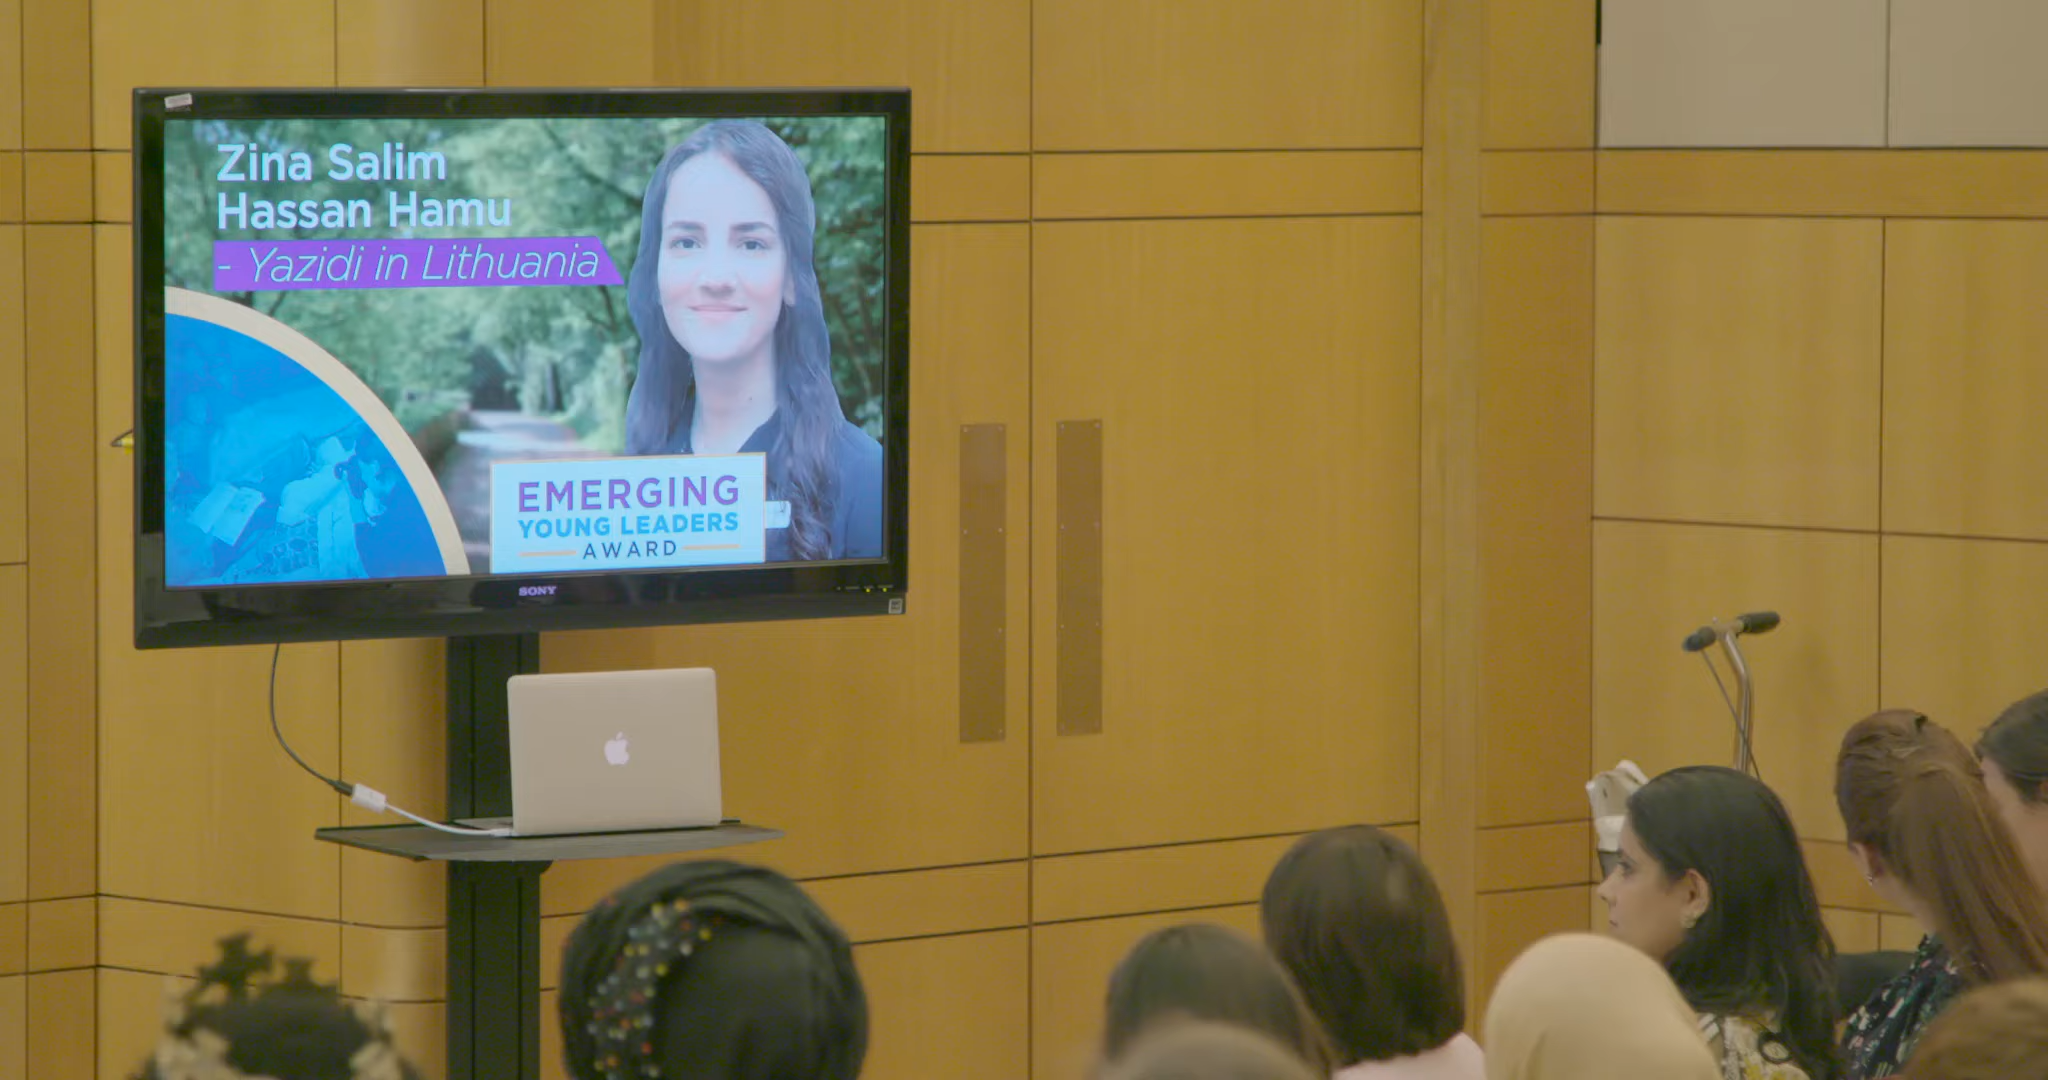 Zina Salim
Hassan Hamu
- Yazidi in Lithuania
EMERGING
YOUNG LEADERS
AWARD
SONY